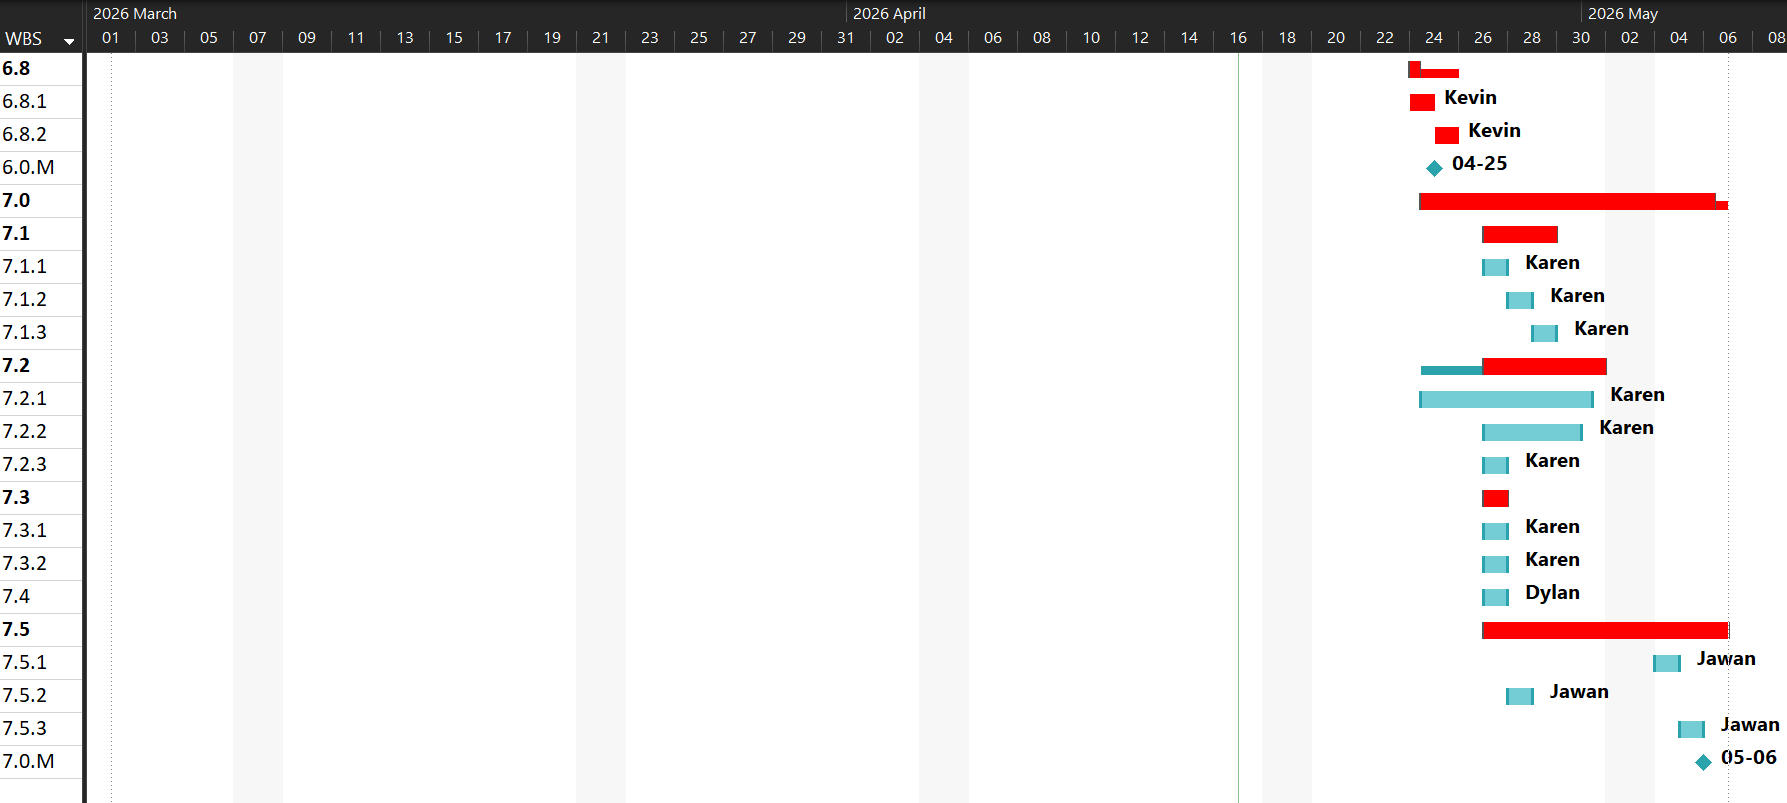 2026 March 2026 April 2026 May
WBS 01 03 05 07 09 11 13 15 17 19 21 23 25 27 29 31 02 04 06 08 10 12 14 16 18 20 22 24 26 28 30 02 04 06 08
6.8
6.8.1 Kevin
6.8.2 Kevin
6.0.M 04-25
7.0
7.1
7.1.1 Karen
7.1.2 Karen
7.1.3 Karen
7.2
7.2.1 Karen
7.2.2 Karen
7.2.3 Karen
7.3
7.3.1 Karen
7.3.2 Karen
7.4 Dylan
7.5
7.5.1 Jawan
7.5.2 Jawan
7.5.3 Jawan
7.0.M 05-06